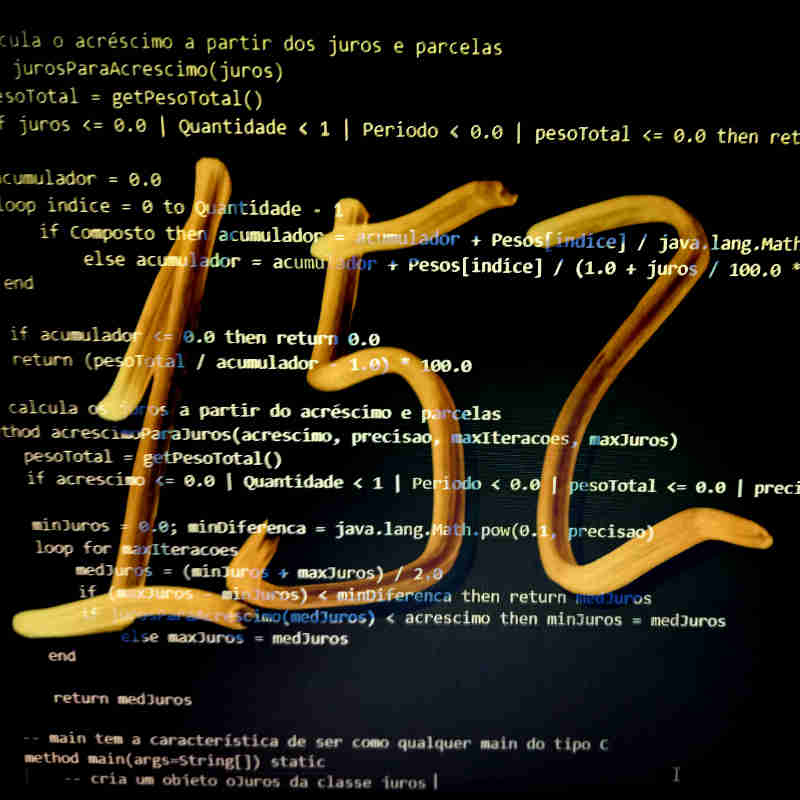 cula o acréscimo a partir dos juros e parcelas
jurosParaAcrescimo(juros)
esoTotal = getPesoTotal()
f juros <= 0.0 | Quantidade < 1 | Periodo < 0.0 | pesoTotal <= 0.0 then ret
acumulador = 0.0
loop indice = 0 to Quantidade - 1
if Composto then acumulador = acumulador + Pesos[indice] / java.lang.Math
else acumulador = acumulador + Pesos[indice] / (1.0 + juros / 100.0 *
end
if acumulador <= 0.0 then return 0.0
return (pesoTotal / acumulador - 1.0) * 100.0
calcula os juros a partir do acréscimo e parcelas
thod acrescimoParaJuros(acrescimo, precisao, maxIteracoes, maxJuros)
pesoTotal = getPesoTotal()
if acrescimo <= 0.0 | Quantidade < 1 | Periodo < 0.0 | pesoTotal <= 0.0 | preci
minJuros = 0.0; minDiferenca = java.lang.Math.pow(0.1, precisao)
loop for maxIteracoes
medJuros = (minJuros + maxJuros) / 2.0
if (maxJuros - minJuros) < minDiferenca then return medJuros
if jurosParaAcrescimo(medJuros) < acrescimo then minJuros = medJuros
else maxJuros = medJuros
end
return medJuros
-- main tem a característica de ser como qualquer main do tipo C
method main(args=String[]) static
-- cria um objeto oJuros da classe juros
152